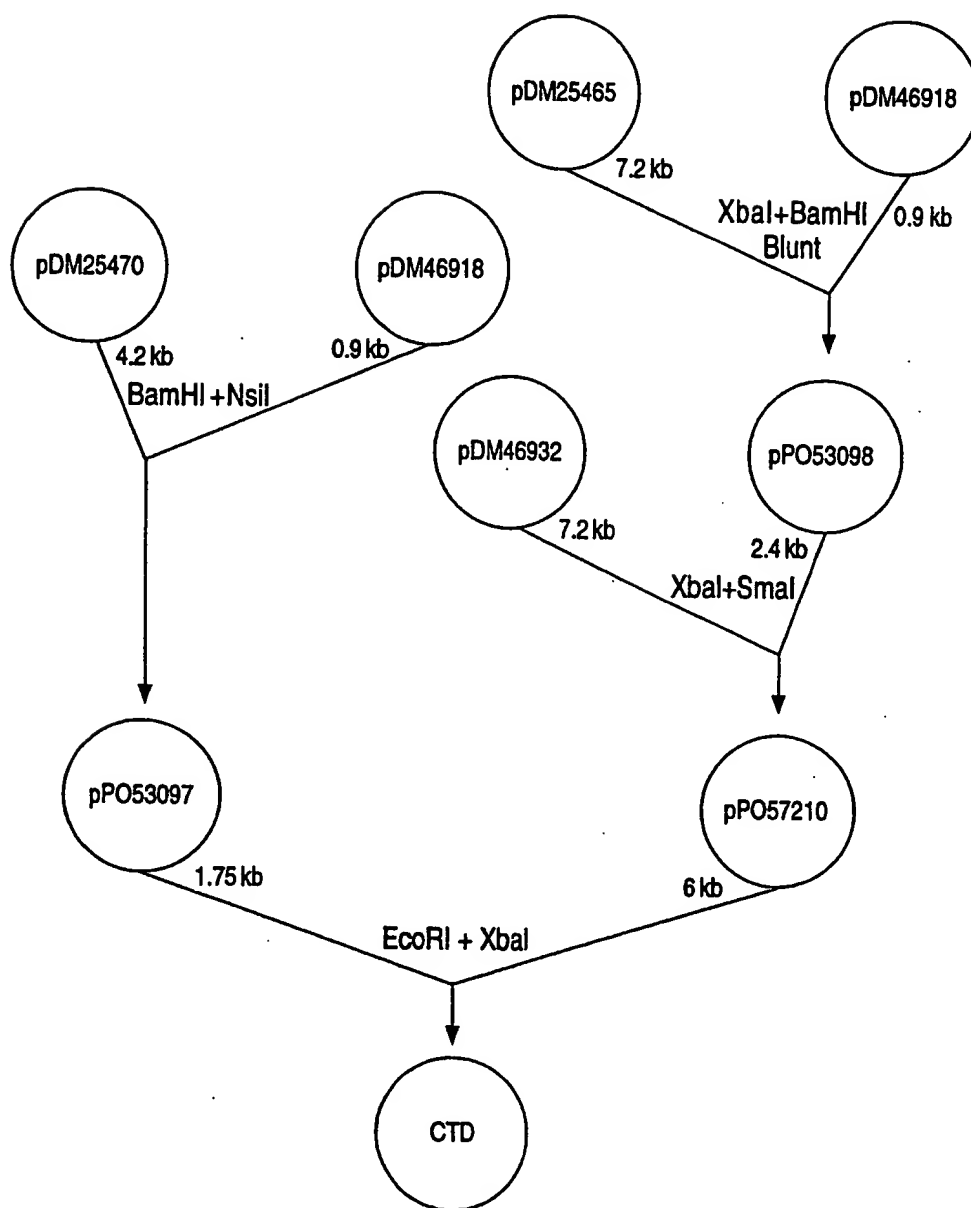 pDM25465
pDM46918
7.2 kb
XbaI+BamHI
0.9 kb
Blunt
pDM25470
pDM46918
4.2 kb
0.9 kb
BamHI +NsiI
pDM46932
pPO53098
7.2 kb
2.4 kb
XbaI+SmaI
pPO53097
pPO57210
1.75 kb
6 kb
EcoRI + XbaI
CTD